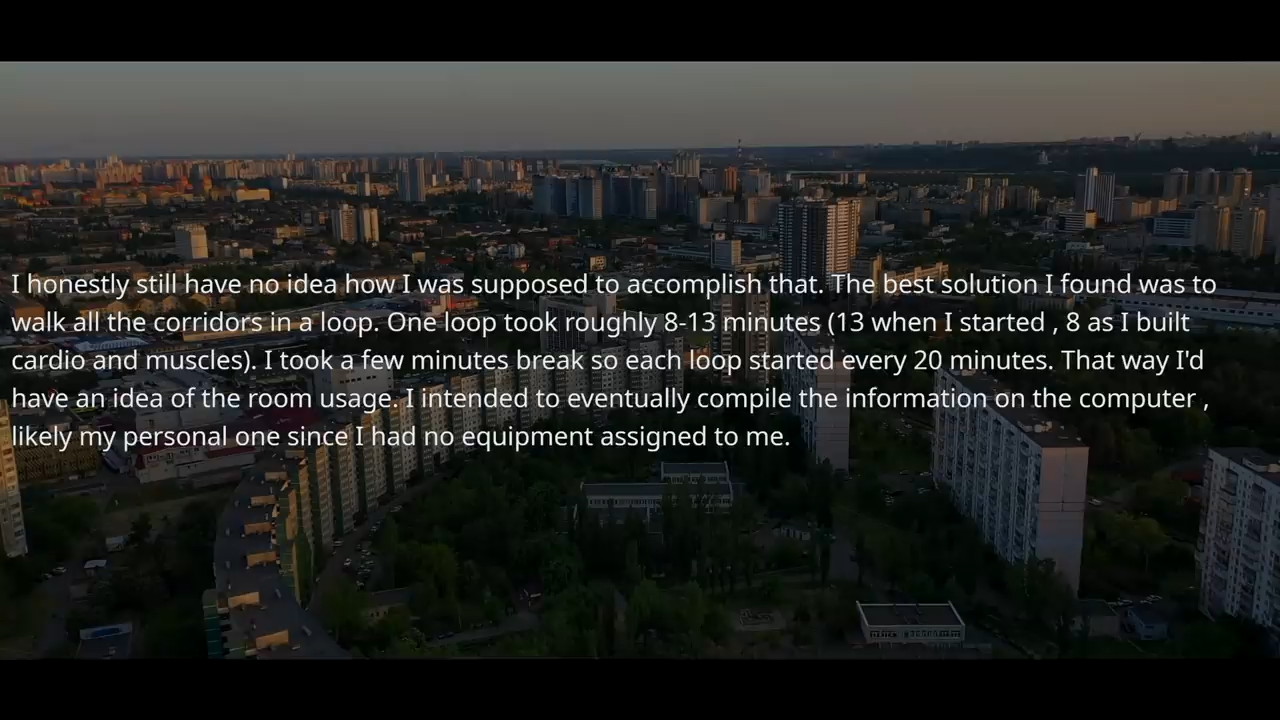 I honestly still have no idea how I was supposed to accomplish that. The best solution I found was to
walk all the corridors in a loop. One loop took roughly 8-13 minutes (13 when I started , 8 as I built
cardio and muscles). I took a few minutes break so each loop started every 20 minutes. That way I'd
have an idea of the room usage. I intended to eventually compile the information on the computer ,
likely my personal one since I had no equipment assigned to me.